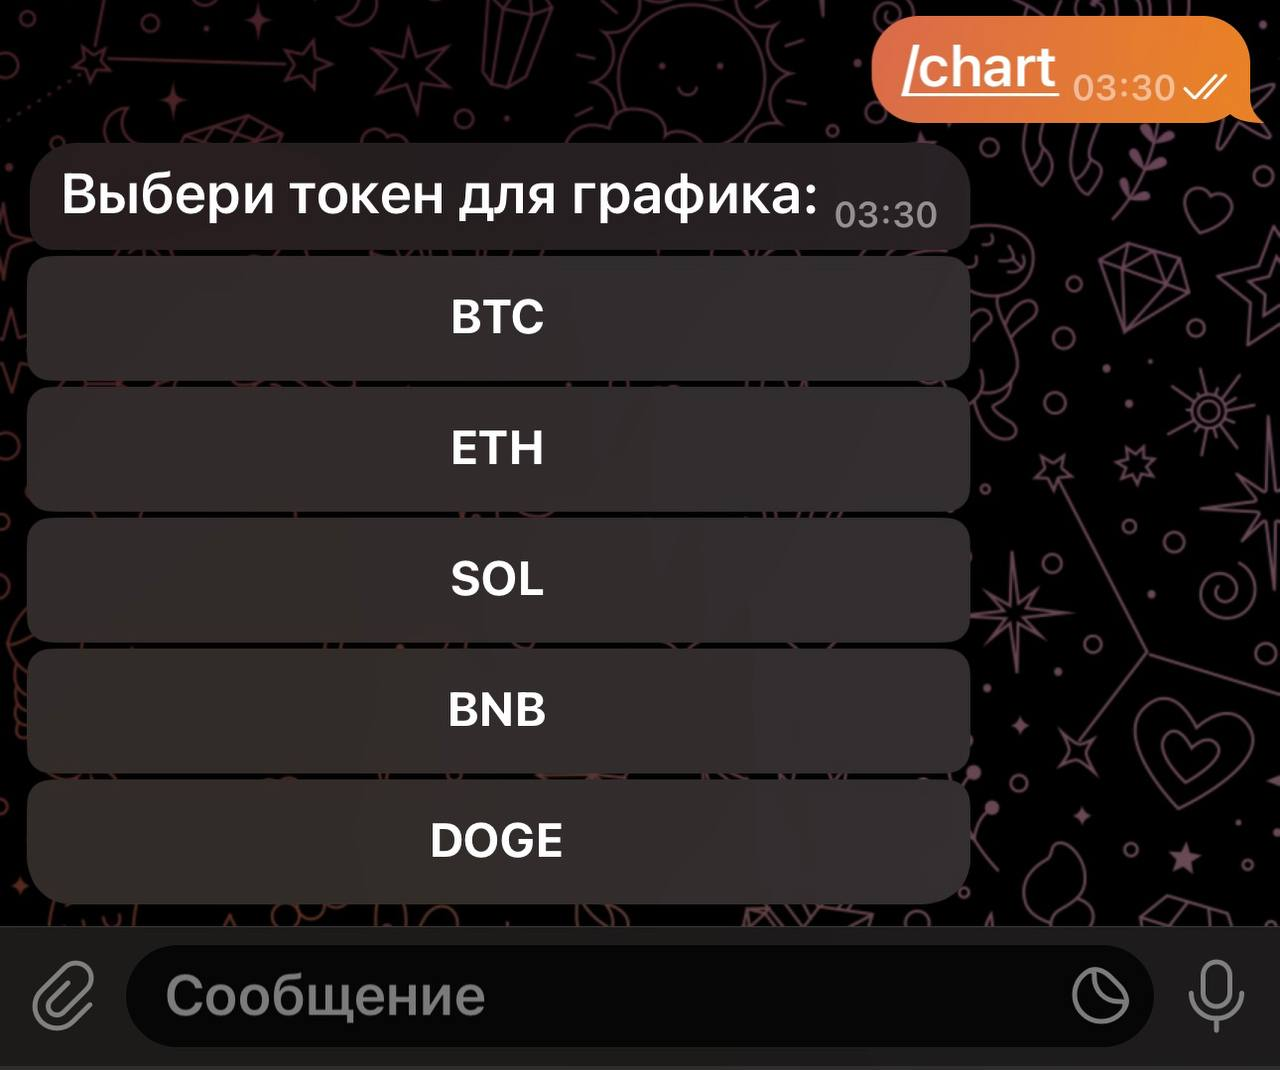 /chart 03:30
Выбери токен для графика: 03:30
BTC
ETH
SOL
BNB
DOGE
Сообщение